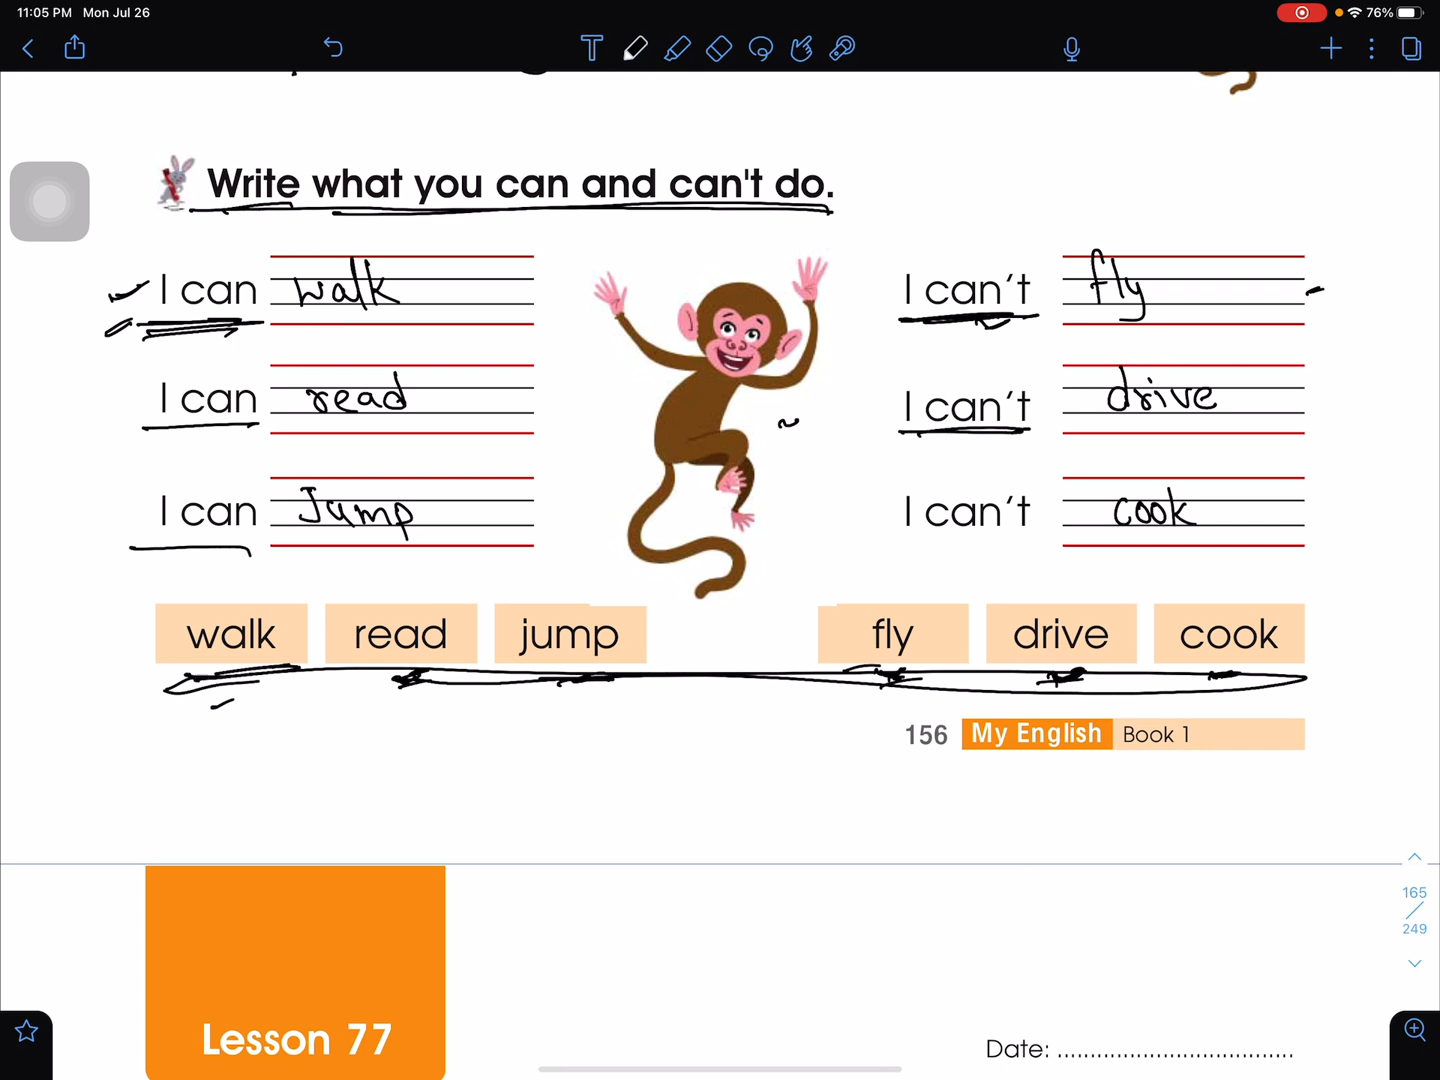 11:05 PM Mon Jul 26
76%
T
Write what you can and can't do.
I can walk
I can't fly
I can read
I can't drive
I can Jump
I can't cook
walk read jump fly drive cook
156 My English Book 1
165
249
Lesson 77
Date: ....................................